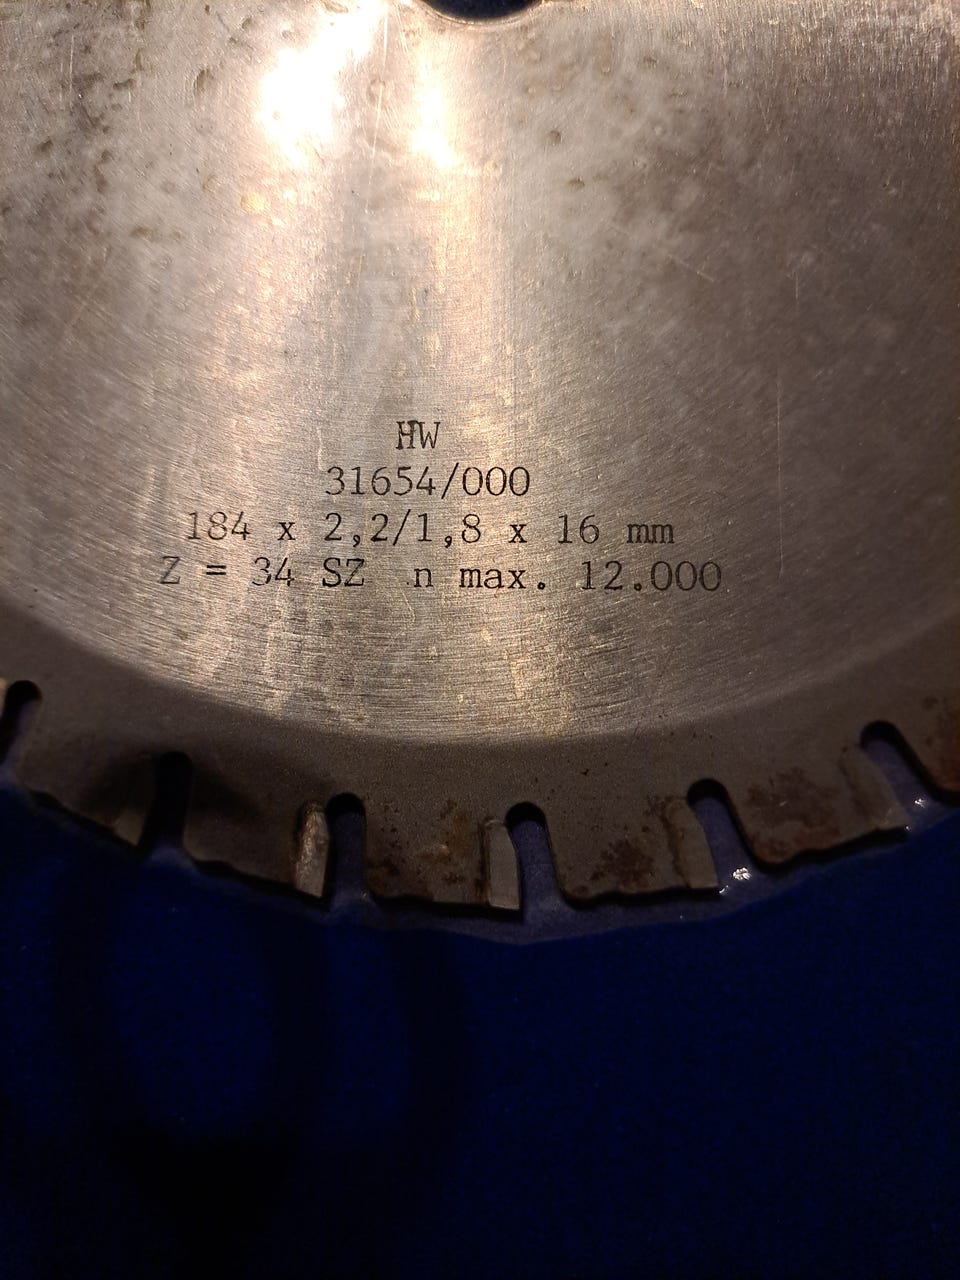 HW
31654/000
184 x 2,2/1,8 x 16 mm
Z = 34 SZ n max. 12.000